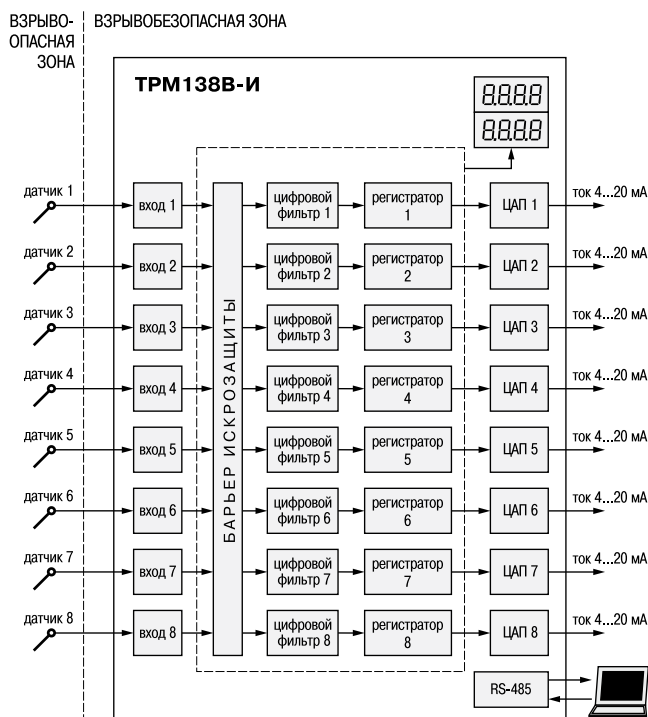 ВЗРЫВО-
ОПАСНАЯ
ЗОНА
ВЗРЫВОБЕЗОПАСНАЯ ЗОНА
ТРМ138В-И
8.8.8.8
8.8.8.8
БАРЬЕР ИСКРОЗАЩИТЫ
датчик 1
вход 1
цифровой
фильтр 1
регистратор
1
ЦАП 1
ток 4...20 мА
датчик 2
вход 2
цифровой
фильтр 2
регистратор
2
ЦАП 2
ток 4...20 мА
датчик 3
вход 3
цифровой
фильтр 3
регистратор
3
ЦАП 3
ток 4...20 мА
датчик 4
вход 4
цифровой
фильтр 4
регистратор
4
ЦАП 4
ток 4...20 мА
датчик 5
вход 5
цифровой
фильтр 5
регистратор
5
ЦАП 5
ток 4...20 мА
датчик 6
вход 6
цифровой
фильтр 6
регистратор
6
ЦАП 6
ток 4...20 мА
датчик 7
вход 7
цифровой
фильтр 7
регистратор
7
ЦАП 7
ток 4...20 мА
датчик 8
вход 8
цифровой
фильтр 8
регистратор
8
ЦАП 8
ток 4...20 мА
RS-485